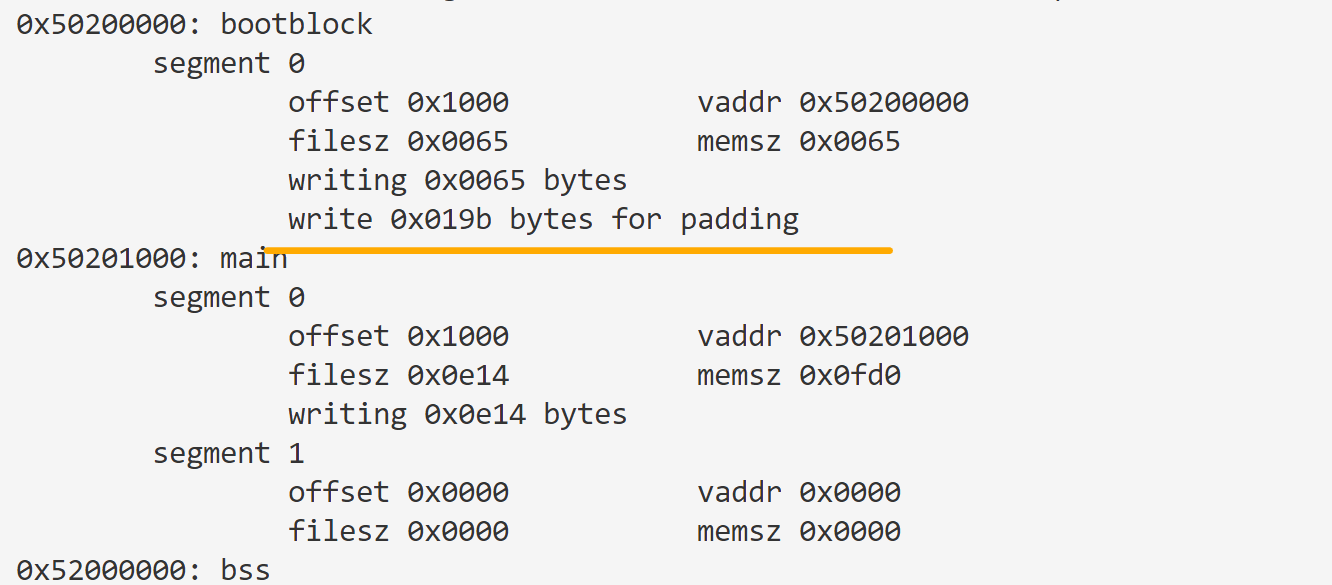 0x50200000: bootblock
segment 0
offset 0x1000 vaddr 0x50200000
filesz 0x0065 memsz 0x0065
writing 0x0065 bytes
write 0x019b bytes for padding
0x50201000: main
segment 0
offset 0x1000 vaddr 0x50201000
filesz 0x0e14 memsz 0x0fd0
writing 0x0e14 bytes
segment 1
offset 0x0000 vaddr 0x0000
filesz 0x0000 memsz 0x0000
0x52000000: bss